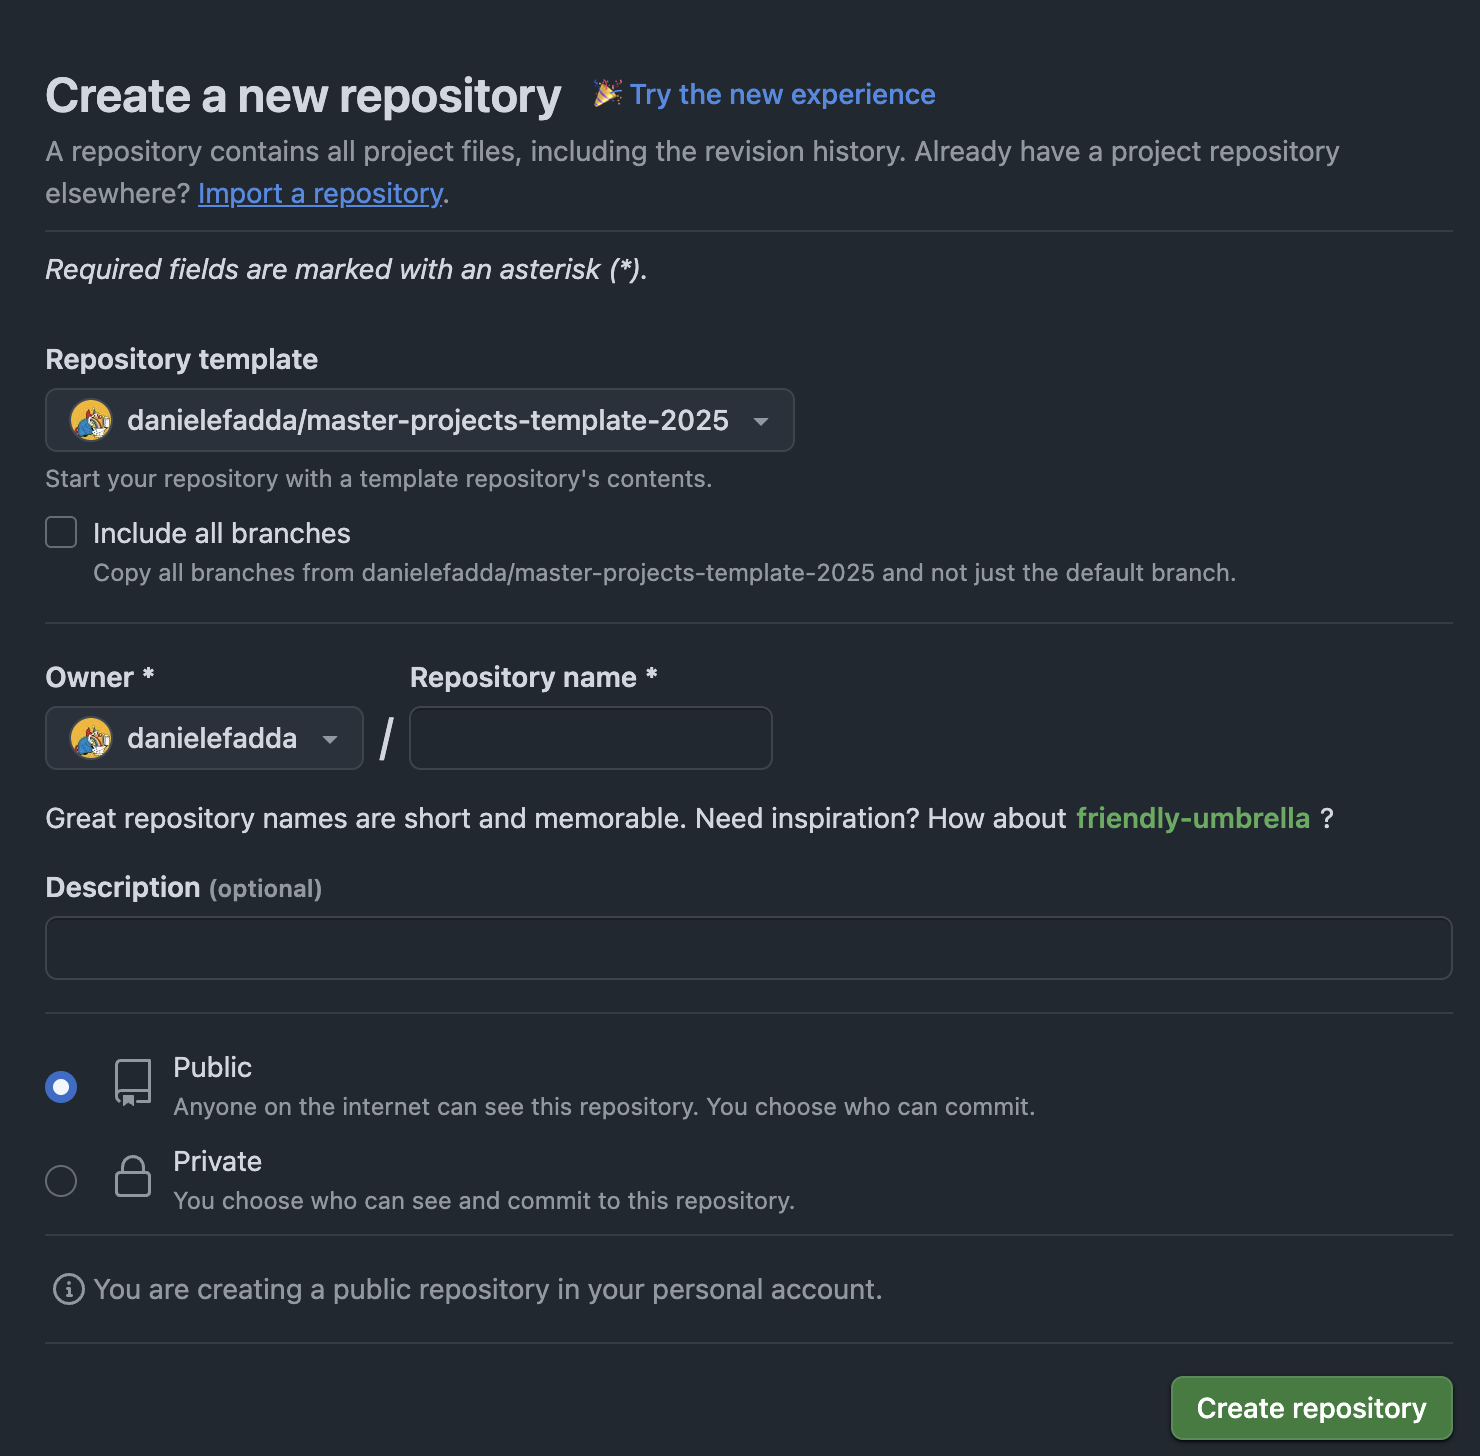 Create a new repository 🎉 Try the new experience
A repository contains all project files, including the revision history. Already have a project repository
elsewhere? Import a repository.
Required fields are marked with an asterisk (*).
Repository template
danielefadda/master-projects-template-2025
Start your repository with a template repository's contents.
Include all branches
Copy all branches from danielefadda/master-projects-template-2025 and not just the default branch.
Owner * Repository name *
danielefadda /
Great repository names are short and memorable. Need inspiration? How about friendly-umbrella ?
Description (optional)
Public
Anyone on the internet can see this repository. You choose who can commit.
Private
You choose who can see and commit to this repository.
You are creating a public repository in your personal account.
Create repository